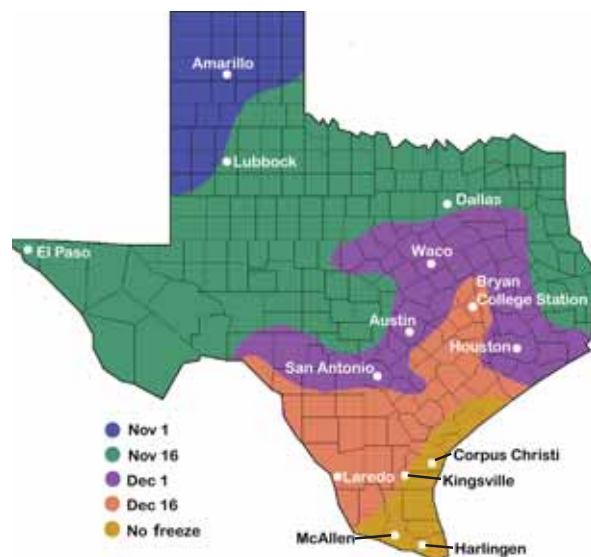 Amarillo
Lubbock
Dallas
El Paso
Waco
Bryan
College Station
Austin
Houston
San Antonio
Nov 1
Nov 16
Dec 1
Dec 16
No freeze
Corpus Christi
Laredo
Kingsville
McAllen
Harlingen